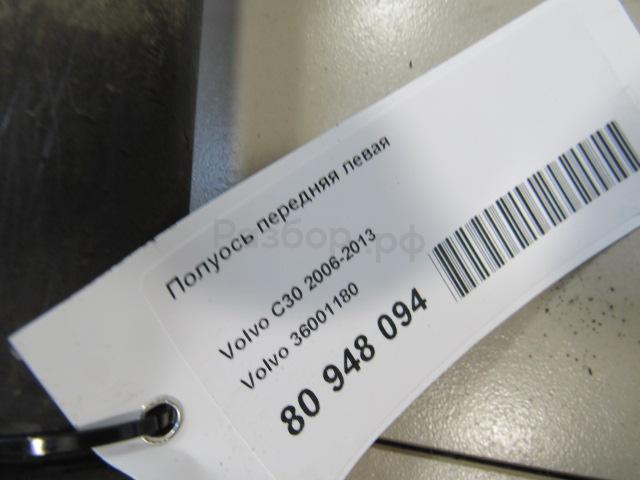 Полуось передняя левая
Разбор.рф
Volvo C30 2006-2013
Volvo 36001180
80 948 094